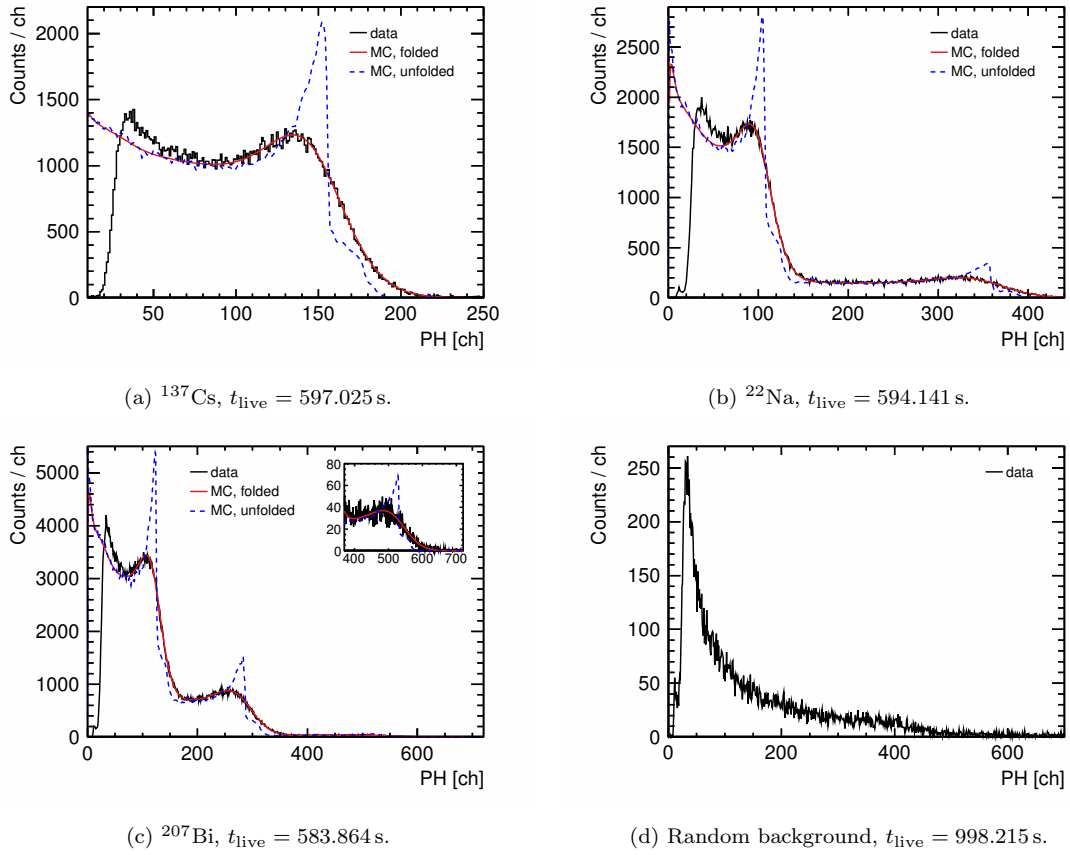 Counts / ch
2000
1500
1000
500
0
50
100
150
200
250
PH [ch]
data
MC, folded
MC, unfolded
(a) ¹³⁷Cs, t_live = 597.025 s.
Counts / ch
2500
2000
1500
1000
500
0
0
100
200
300
400
PH [ch]
data
MC, folded
MC, unfolded
(b) ²²Na, t_live = 594.141 s.
Counts / ch
5000
4000
3000
2000
1000
0
0
200
400
600
PH [ch]
data
MC, folded
MC, unfolded
80
60
40
20
0
400
500
600
700
(c) ²⁰⁷Bi, t_live = 583.864 s.
Counts / ch
250
200
150
100
50
0
0
200
400
600
PH [ch]
data
(d) Random background, t_live = 998.215 s.